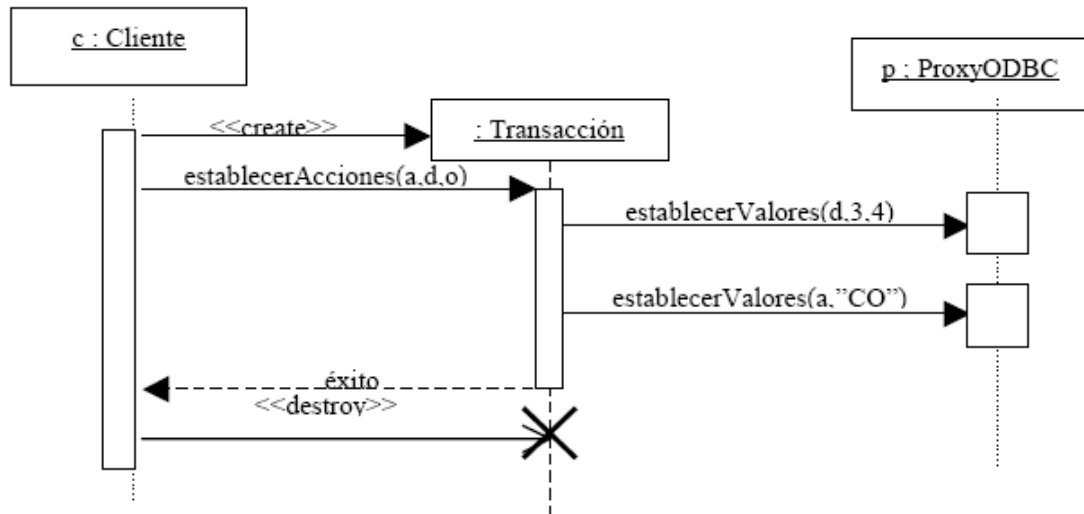 c : Cliente
p : ProxyODBC
<<create>>
: Transacción
establecerAcciones(a,d,o)
establecerValores(d,3,4)
establecerValores(a,"CO")
éxito
<<destroy>>